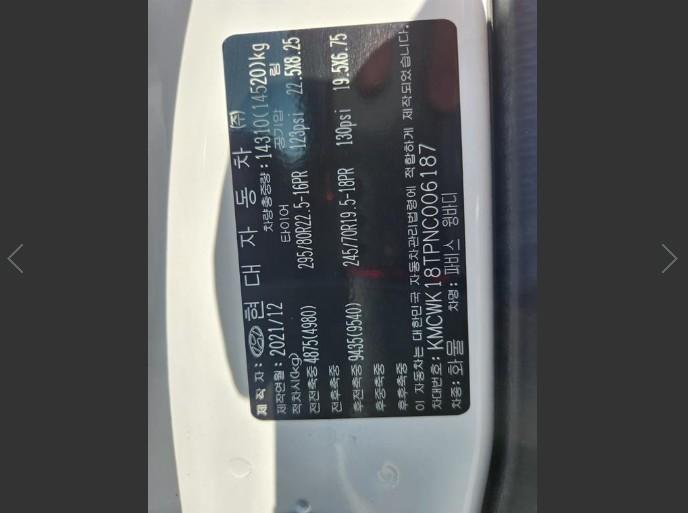 제 작 자: 현 대 자 동 차 (주)
제작연월: 2021/12 차량총중량: 14310(14520)kg
적차시(kg) 타이어 공기압 림
전전축중 4875(4980) 295/80R22.5-16PR 123psi 22.5X8.25
전후축중
후전축중 9435(9540) 245/70R19.5-18PR 130psi 19.5X6.75
후중축중
후후축중
이 자동차는 대한민국 자동차관리법령에 적합하게 제작되었습니다.
차대번호: KMCWK18TPNC006187
차종: 화물 차명: 파비스 윙바디